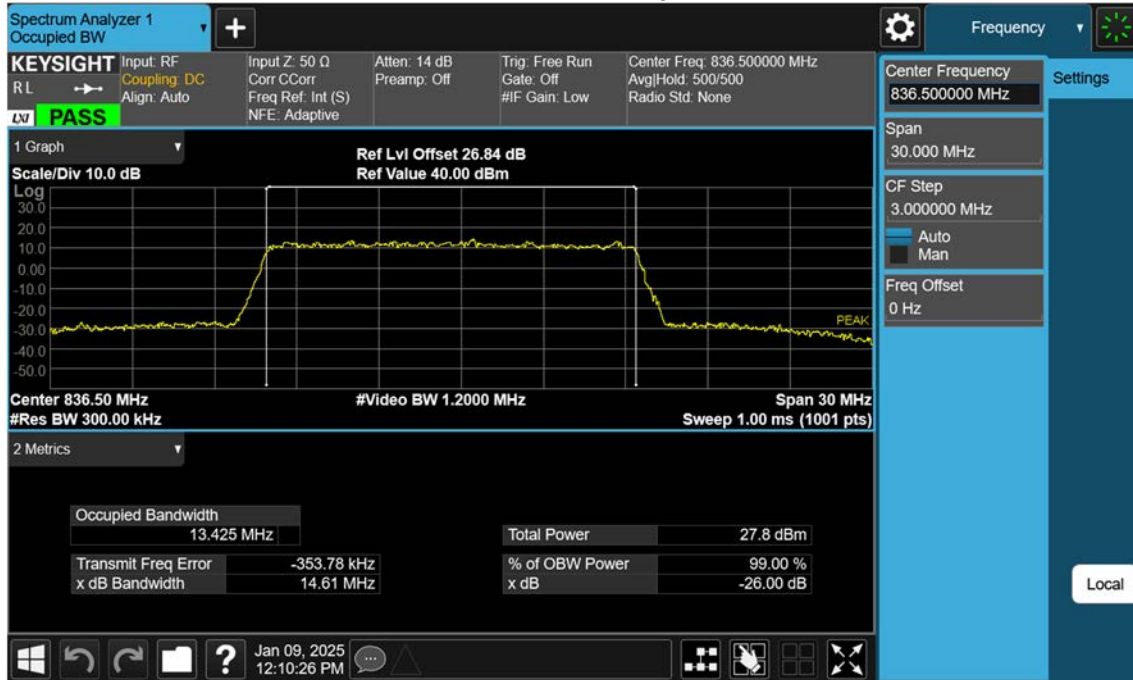 Spectrum Analyzer 1
Occupied BW
+
Frequency
KEYSIGHT
RL
LXI PASS
Input: RF
Coupling: DC
Align: Auto
Input Z: 50 Ω
Corr CCorr
Freq Ref: Int (S)
NFE: Adaptive
Atten: 14 dB
Preamp: Off
Trig: Free Run
Gate: Off
#IF Gain: Low
Center Freq: 836.500000 MHz
Avg|Hold: 500/500
Radio Std: None
Center Frequency
836.500000 MHz
Settings
Span
30.000 MHz
CF Step
3.000000 MHz
Auto
Man
Freq Offset
0 Hz
Local
1 Graph
Scale/Div 10.0 dB
Ref Lvl Offset 26.84 dB
Ref Value 40.00 dBm
Log
30.0
20.0
10.0
0.00
-10.0
-20.0
-30.0
-40.0
-50.0
PEAK
Center 836.50 MHz
#Video BW 1.2000 MHz
Span 30 MHz
#Res BW 300.00 kHz
Sweep 1.00 ms (1001 pts)
2 Metrics
Occupied Bandwidth
13.425 MHz
Total Power 27.8 dBm
Transmit Freq Error -353.78 kHz
% of OBW Power 99.00 %
x dB Bandwidth 14.61 MHz
x dB -26.00 dB
?
Jan 09, 2025
12:10:26 PM